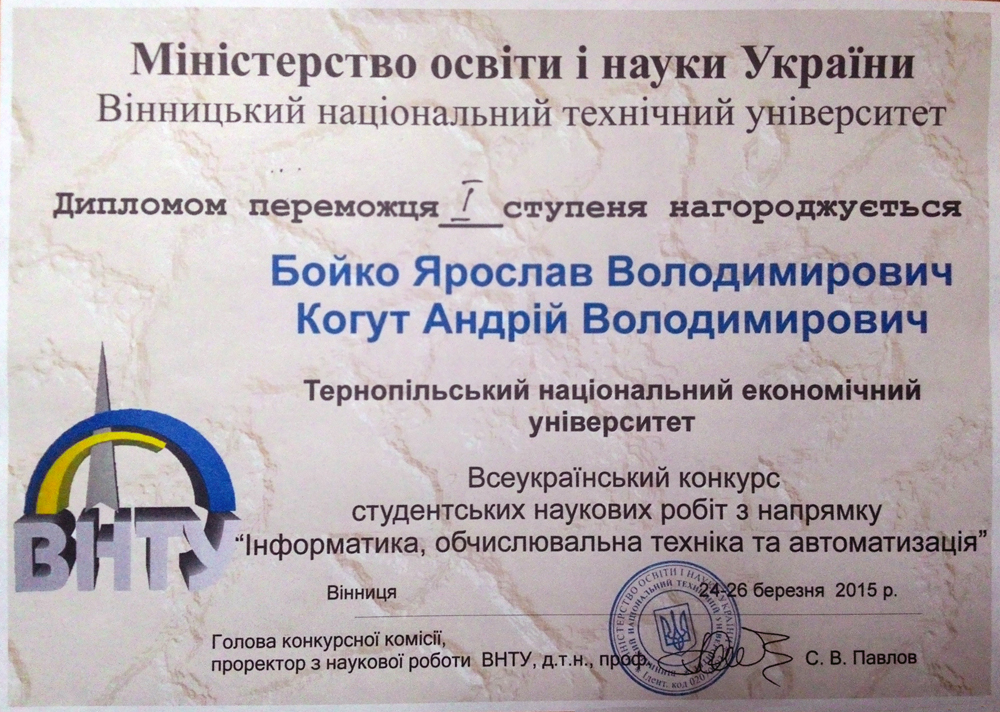 Міністерство освіти і науки України
Вінницький національний технічний університет
Дипломом переможця I ступеня нагороджується
Бойко Ярослав Володимирович
Когут Андрій Володимирович
Тернопільський національний економічний
університет
ВНТУ
Всеукраїнський конкурс
студентських наукових робіт з напрямку
“Інформатика, обчислювальна техніка та автоматизація”
Вінниця 24-26 березня 2015 р.
Голова конкурсної комісії,
проректор з наукової роботи ВНТУ, д.т.н., проф. С. В. Павлов